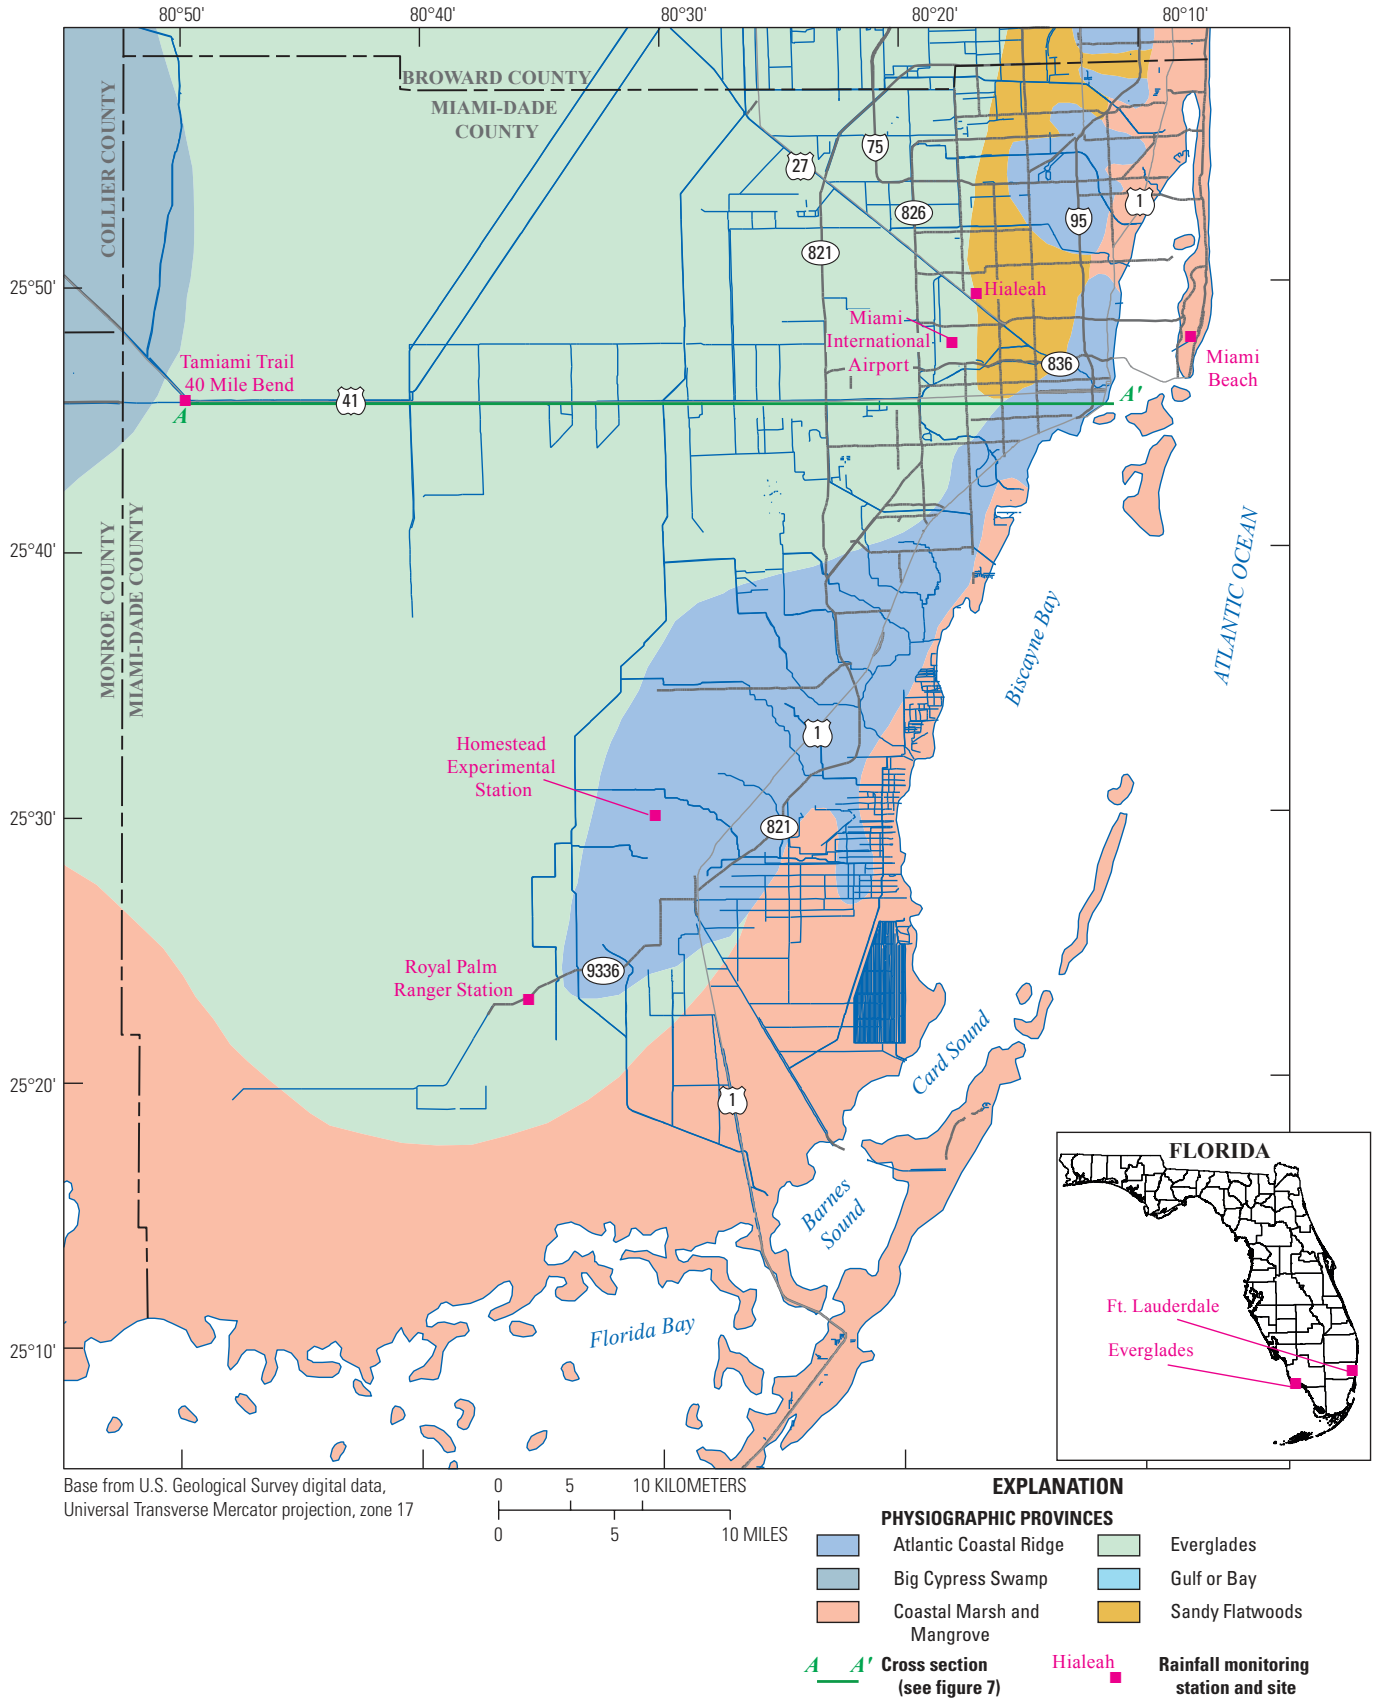 80°50'
80°40'
80°30'
80°20'
80°10'
BROWARD COUNTY
MIAMI-DADE
COUNTY
COLLIER COUNTY
27
75
826
821
95
1
25°50'
Hialeah
Miami
International
Airport
836
Miami
Beach
Tamiami Trail
40 Mile Bend
A
41
A'
25°40'
MONROE COUNTY
MIAMI-DADE COUNTY
ATLANTIC OCEAN
Biscayne Bay
Homestead
Experimental
Station
1
821
25°30'
Royal Palm
Ranger Station
9336
Card Sound
25°20'
1
Barnes
Sound
Florida Bay
25°10'
FLORIDA
Ft. Lauderdale
Everglades
Base from U.S. Geological Survey digital data,
Universal Transverse Mercator projection, zone 17
0 5 10 KILOMETERS
0 5 10 MILES
EXPLANATION
PHYSIOGRAPHIC PROVINCES
Atlantic Coastal Ridge
Big Cypress Swamp
Coastal Marsh and
Mangrove
Everglades
Gulf or Bay
Sandy Flatwoods
A A' Cross section
(see figure 7)
Hialeah Rainfall monitoring
station and site